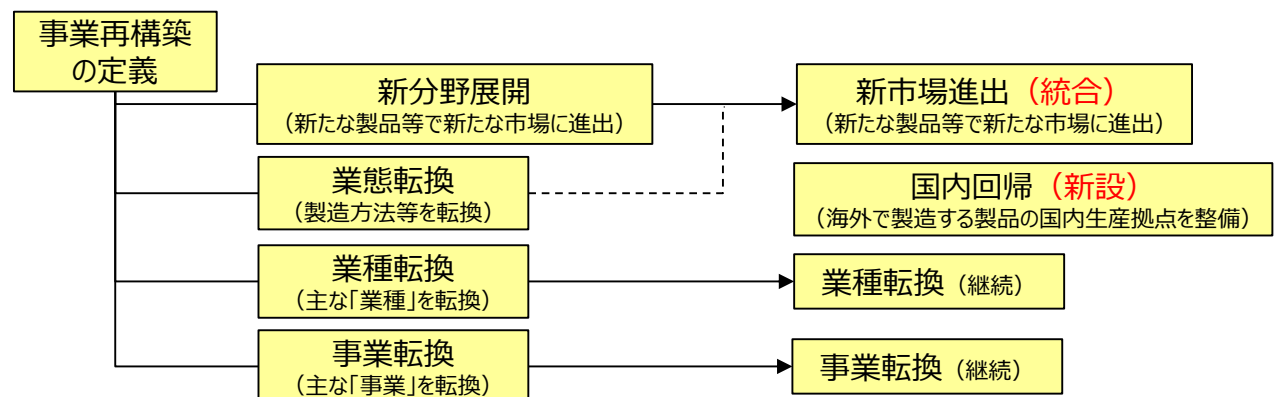 事業再構築
の定義
新分野展開
（新たな製品等で新たな市場に進出）
新市場進出（統合）
（新たな製品等で新たな市場に進出）
業態転換
（製造方法等を転換）
国内回帰（新設）
（海外で製造する製品の国内生産拠点を整備）
業種転換
（主な｢業種｣を転換）
業種転換（継続）
事業転換
（主な｢事業｣を転換）
事業転換（継続）